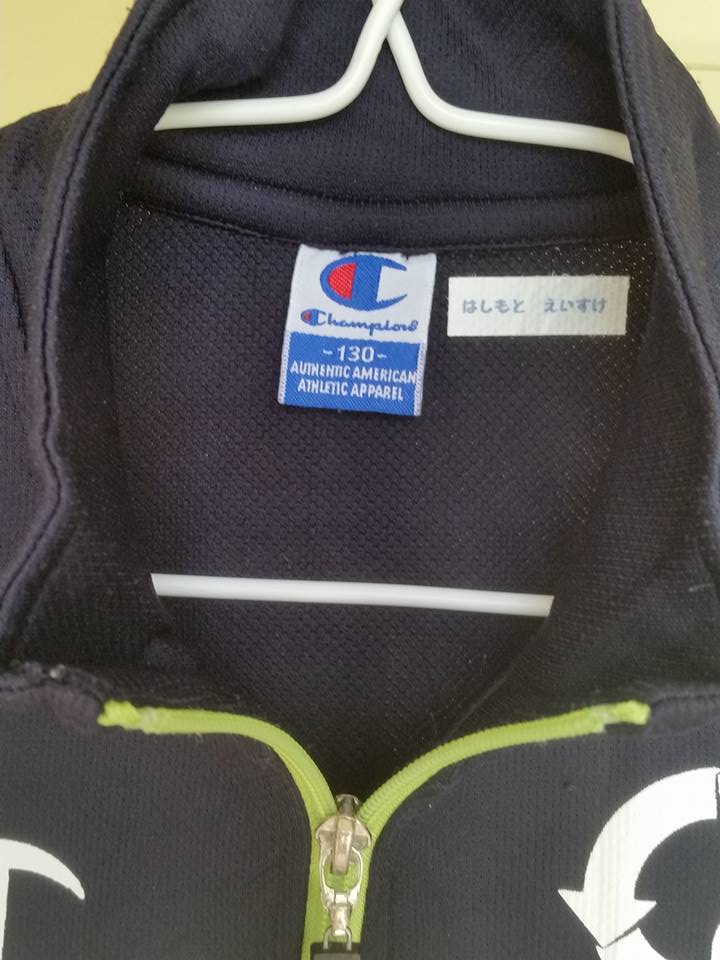 Champion
-130-
AUTHENTIC AMERICAN
ATHLETIC APPAREL
はしもと　えいすけ